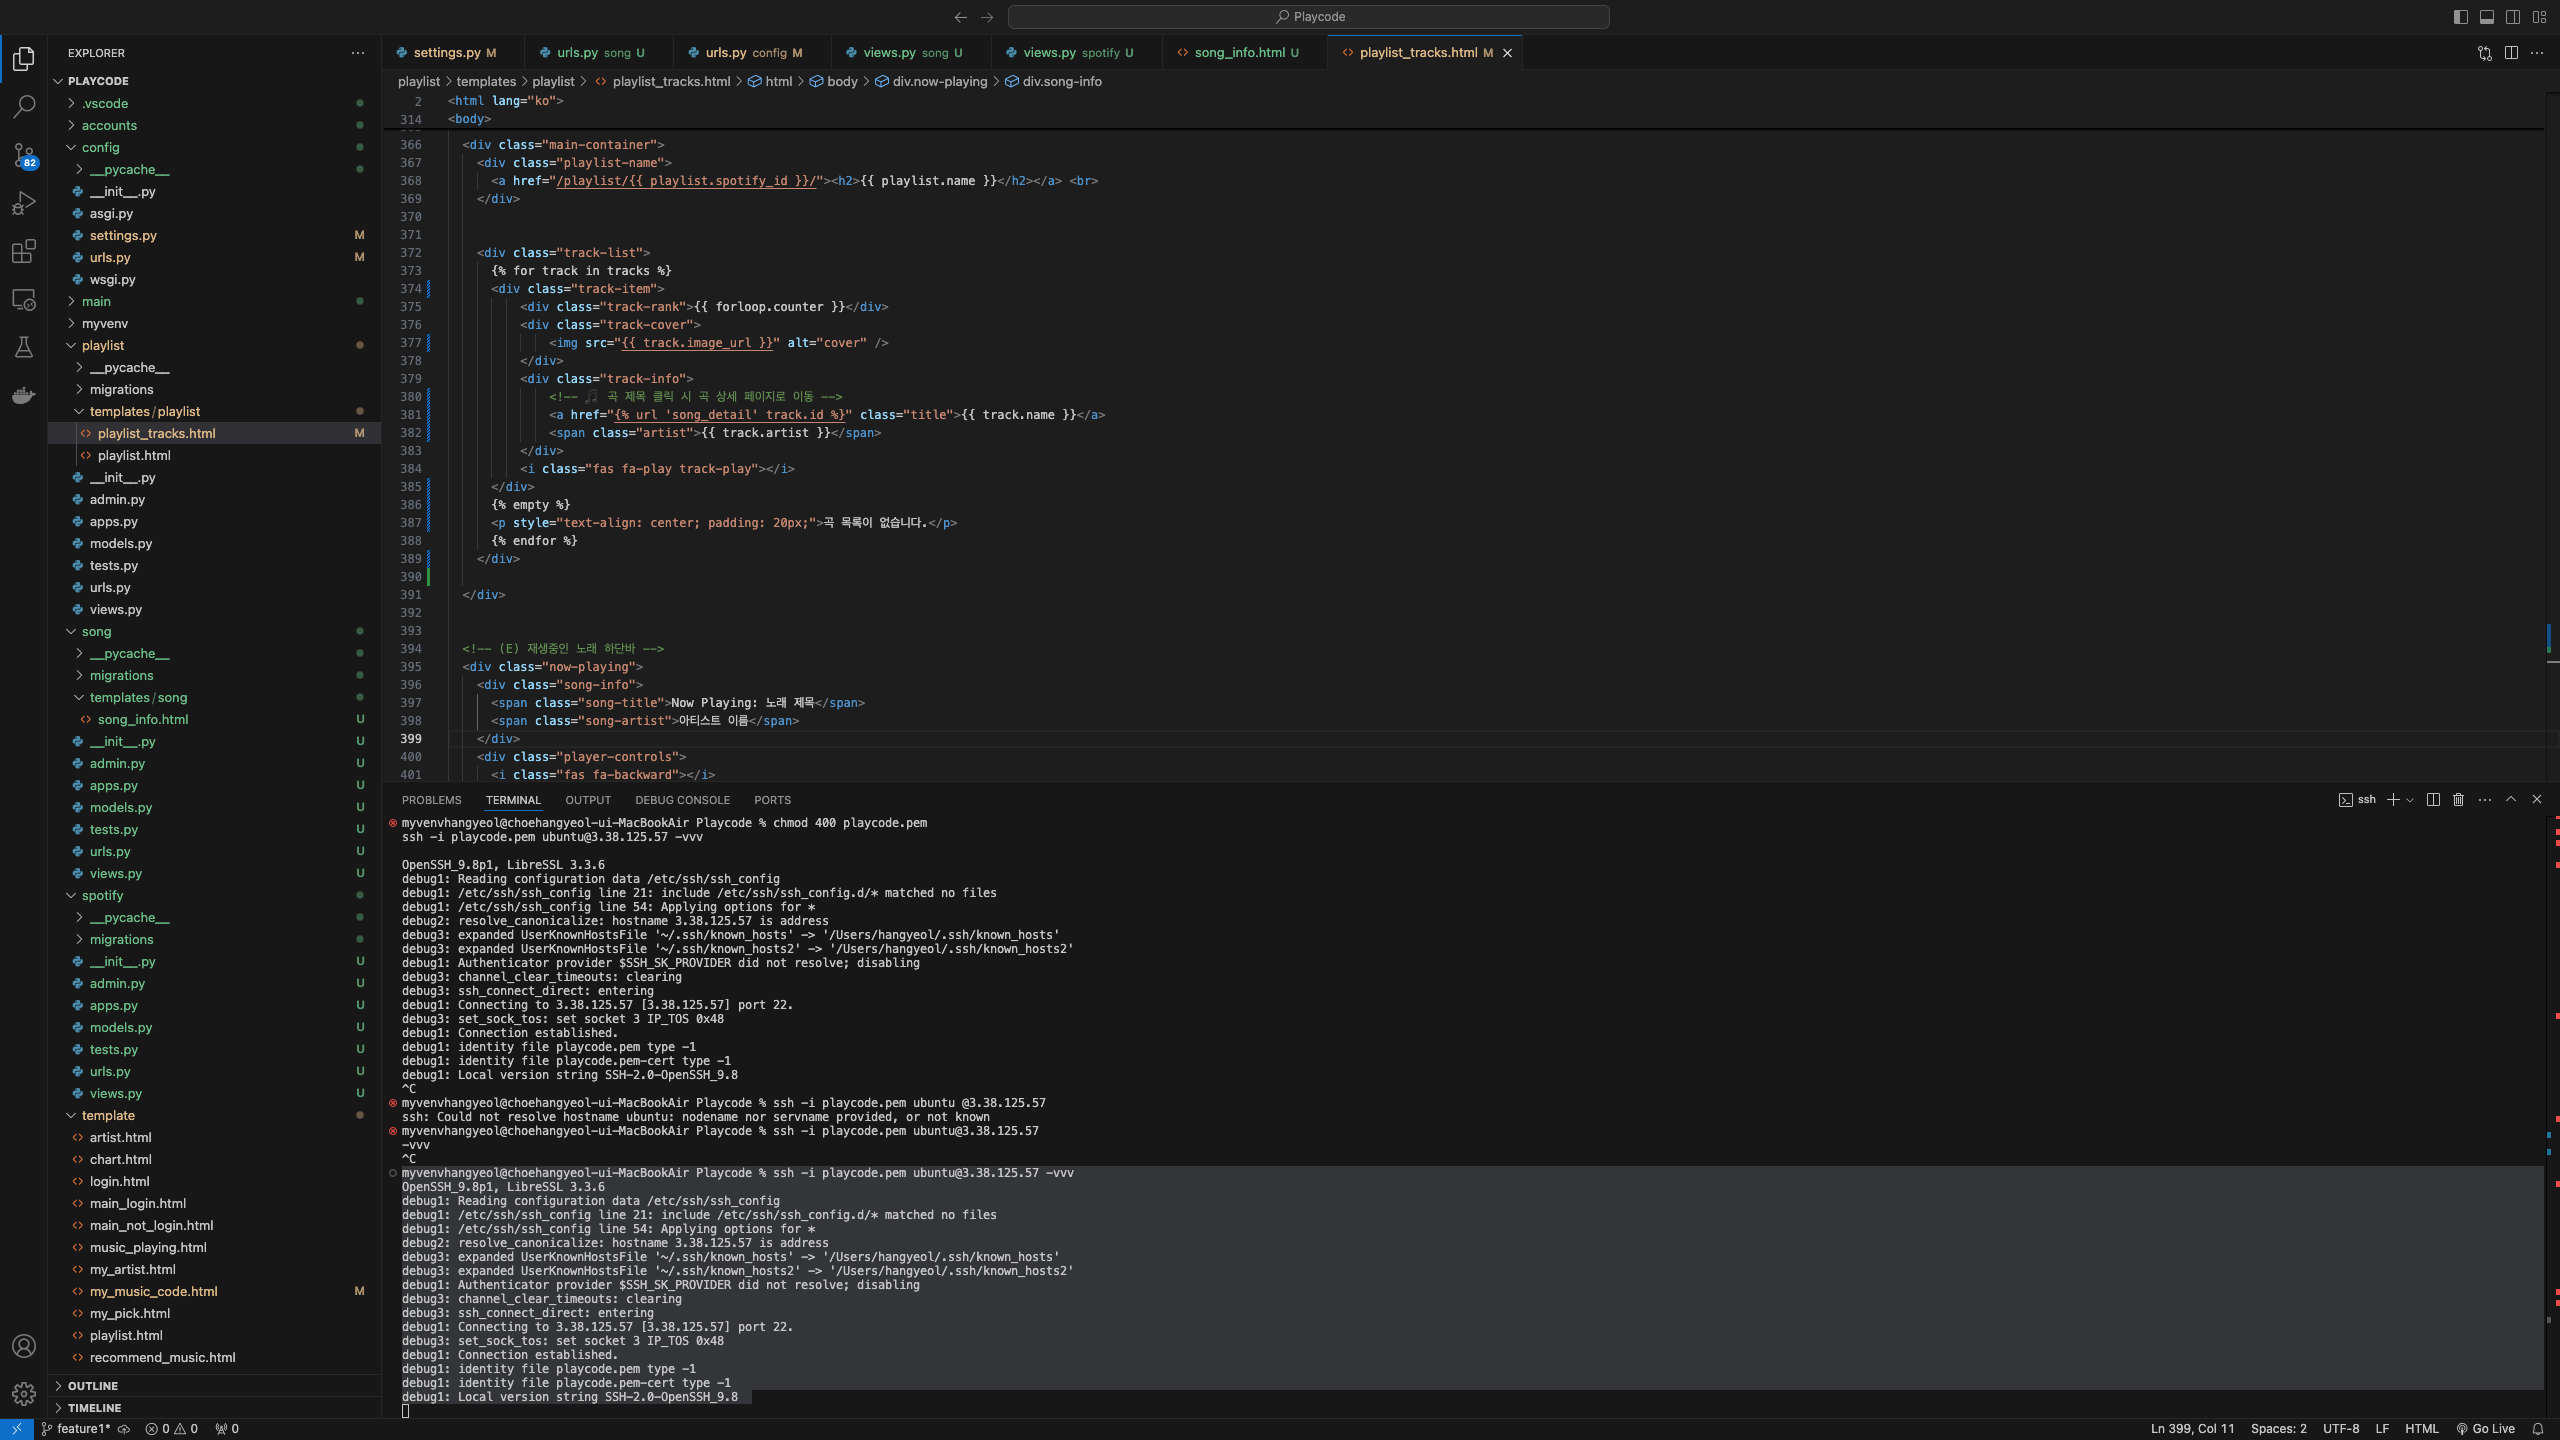 Playcode
EXPLORER
PLAYCODE
.vscode
accounts
config
__pycache__
__init__.py
asgi.py
settings.py M
urls.py M
wsgi.py
main
myvenv
playlist
__pycache__
migrations
templates/playlist
playlist_tracks.html M
playlist.html
__init__.py
admin.py
apps.py
models.py
tests.py
urls.py
views.py
song
__pycache__
migrations
templates/song
song_info.html U
__init__.py U
admin.py U
apps.py U
models.py U
tests.py U
urls.py U
views.py U
spotify
__pycache__
migrations
__init__.py U
admin.py U
apps.py U
models.py U
tests.py U
urls.py U
views.py U
template
artist.html
chart.html
login.html
main_login.html
main_not_login.html
music_playing.html
my_artist.html
my_music_code.html M
my_pick.html
playlist.html
recommend_music.html
OUTLINE
TIMELINE
82
settings.py M urls.py song U urls.py config M views.py song U views.py spotify U song_info.html U playlist_tracks.html M
playlist > templates > playlist > playlist_tracks.html > html > body > div.now-playing > div.song-info
2 <html lang="ko">
314 <body>
366 <div class="main-container">
367 <div class="playlist-name">
368 <a href="/playlist/{{ playlist.spotify_id }}/"><h2>{{ playlist.name }}</h2></a> <br>
369 </div>
370
371
372 <div class="track-list">
373 {% for track in tracks %}
374 <div class="track-item">
375 <div class="track-rank">{{ forloop.counter }}</div>
376 <div class="track-cover">
377 <img src="{{ track.image_url }}" alt="cover" />
378 </div>
379 <div class="track-info">
380 <!-- 🎵 곡 제목 클릭 시 곡 상세 페이지로 이동 -->
381 <a href="{% url 'song_detail' track.id %}" class="title">{{ track.name }}</a>
382 <span class="artist">{{ track.artist }}</span>
383 </div>
384 <i class="fas fa-play track-play"></i>
385 </div>
386 {% empty %}
387 <p style="text-align: center; padding: 20px;">곡 목록이 없습니다.</p>
388 {% endfor %}
389 </div>
390
391 </div>
392
393
394 <!-- (E) 재생중인 노래 하단바 -->
395 <div class="now-playing">
396 <div class="song-info">
397 <span class="song-title">Now Playing: 노래 제목</span>
398 <span class="song-artist">아티스트 이름</span>
399 </div>
400 <div class="player-controls">
401 <i class="fas fa-backward"></i>
PROBLEMS TERMINAL OUTPUT DEBUG CONSOLE PORTS
ssh
myvenvhangyeol@choehangyeol-ui-MacBookAir Playcode % chmod 400 playcode.pem
ssh -i playcode.pem ubuntu@3.38.125.57 -vvv
OpenSSH_9.8p1, LibreSSL 3.3.6
debug1: Reading configuration data /etc/ssh/ssh_config
debug1: /etc/ssh/ssh_config line 21: include /etc/ssh/ssh_config.d/* matched no files
debug1: /etc/ssh/ssh_config line 54: Applying options for *
debug2: resolve_canonicalize: hostname 3.38.125.57 is address
debug3: expanded UserKnownHostsFile '~/.ssh/known_hosts' -> '/Users/hangyeol/.ssh/known_hosts'
debug3: expanded UserKnownHostsFile '~/.ssh/known_hosts2' -> '/Users/hangyeol/.ssh/known_hosts2'
debug1: Authenticator provider $SSH_SK_PROVIDER did not resolve; disabling
debug3: channel_clear_timeouts: clearing
debug3: ssh_connect_direct: entering
debug1: Connecting to 3.38.125.57 [3.38.125.57] port 22.
debug3: set_sock_tos: set socket 3 IP_TOS 0x48
debug1: Connection established.
debug1: identity file playcode.pem type -1
debug1: identity file playcode.pem-cert type -1
debug1: Local version string SSH-2.0-OpenSSH_9.8
^C
myvenvhangyeol@choehangyeol-ui-MacBookAir Playcode % ssh -i playcode.pem ubuntu @3.38.125.57
ssh: Could not resolve hostname ubuntu: nodename nor servname provided, or not known
myvenvhangyeol@choehangyeol-ui-MacBookAir Playcode % ssh -i playcode.pem ubuntu@3.38.125.57
-vvv
^C
myvenvhangyeol@choehangyeol-ui-MacBookAir Playcode % ssh -i playcode.pem ubuntu@3.38.125.57 -vvv
OpenSSH_9.8p1, LibreSSL 3.3.6
debug1: Reading configuration data /etc/ssh/ssh_config
debug1: /etc/ssh/ssh_config line 21: include /etc/ssh/ssh_config.d/* matched no files
debug1: /etc/ssh/ssh_config line 54: Applying options for *
debug2: resolve_canonicalize: hostname 3.38.125.57 is address
debug3: expanded UserKnownHostsFile '~/.ssh/known_hosts' -> '/Users/hangyeol/.ssh/known_hosts'
debug3: expanded UserKnownHostsFile '~/.ssh/known_hosts2' -> '/Users/hangyeol/.ssh/known_hosts2'
debug1: Authenticator provider $SSH_SK_PROVIDER did not resolve; disabling
debug3: channel_clear_timeouts: clearing
debug3: ssh_connect_direct: entering
debug1: Connecting to 3.38.125.57 [3.38.125.57] port 22.
debug3: set_sock_tos: set socket 3 IP_TOS 0x48
debug1: Connection established.
debug1: identity file playcode.pem type -1
debug1: identity file playcode.pem-cert type -1
debug1: Local version string SSH-2.0-OpenSSH_9.8
feature1* 0 0 0 Ln 399, Col 11 Spaces: 2 UTF-8 LF HTML Go Live